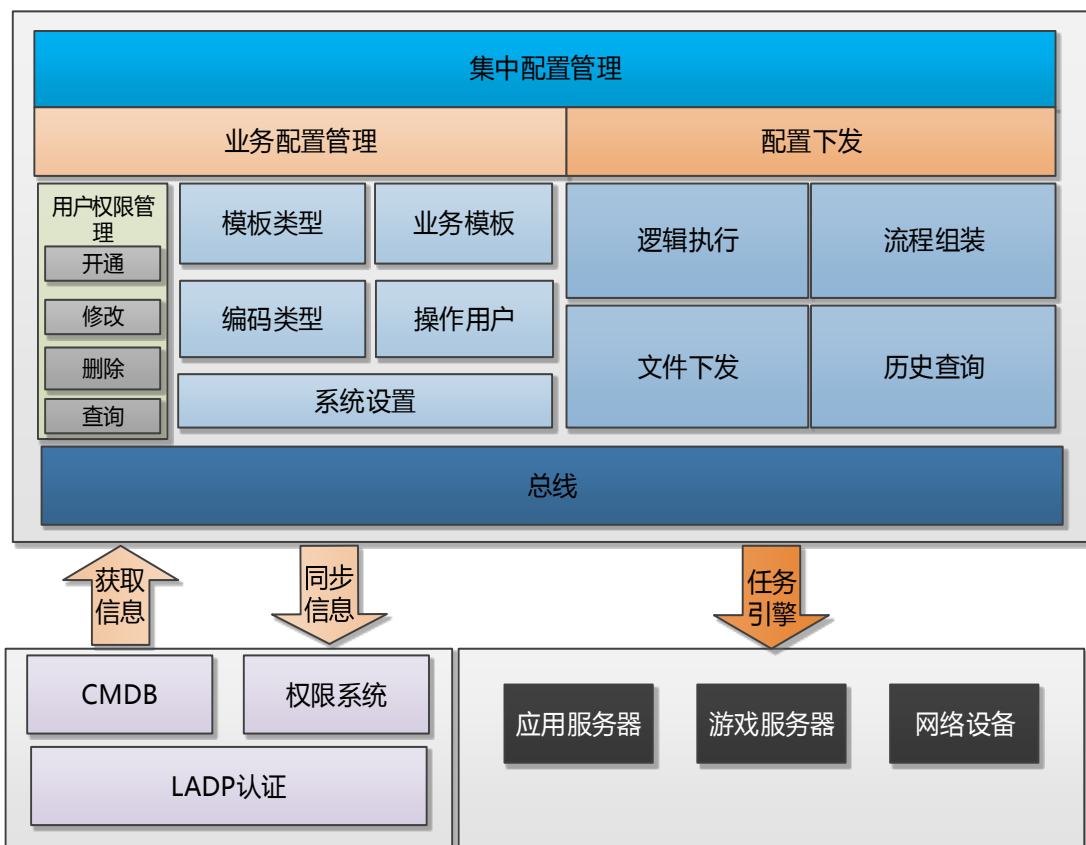 集中配置管理
业务配置管理
配置下发
用户权限管
理
开通
修改
删除
查询
模板类型
业务模板
编码类型
操作用户
系统设置
逻辑执行
流程组装
文件下发
历史查询
总线
获取
信息
同步
信息
任务
引擎
CMDB
权限系统
LADP认证
应用服务器
游戏服务器
网络设备